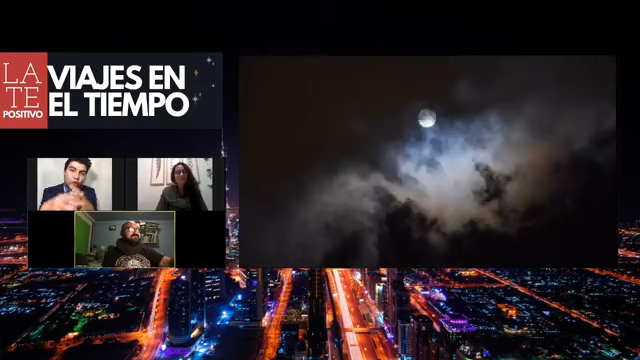 LA
TE
POSITIVO
VIAJES EN
EL TIEMPO